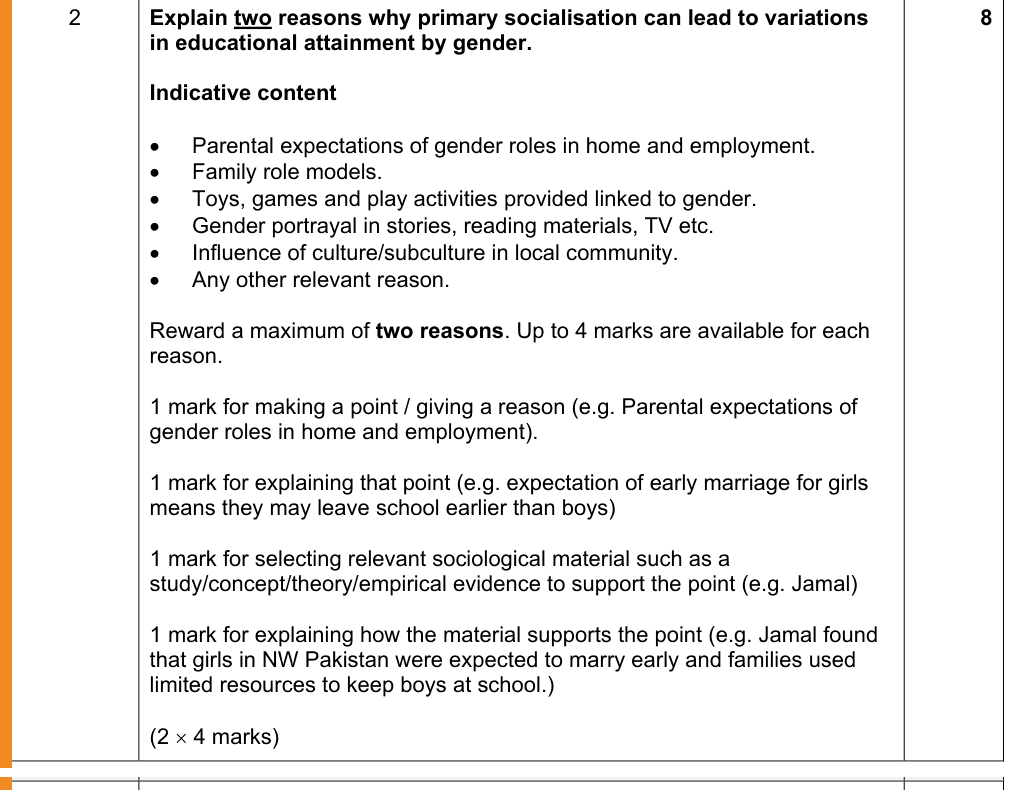 2
Explain two reasons why primary socialisation can lead to variations
in educational attainment by gender.
8
Indicative content
• Parental expectations of gender roles in home and employment.
• Family role models.
• Toys, games and play activities provided linked to gender.
• Gender portrayal in stories, reading materials, TV etc.
• Influence of culture/subculture in local community.
• Any other relevant reason.
Reward a maximum of two reasons. Up to 4 marks are available for each
reason.
1 mark for making a point / giving a reason (e.g. Parental expectations of
gender roles in home and employment).
1 mark for explaining that point (e.g. expectation of early marriage for girls
means they may leave school earlier than boys)
1 mark for selecting relevant sociological material such as a
study/concept/theory/empirical evidence to support the point (e.g. Jamal)
1 mark for explaining how the material supports the point (e.g. Jamal found
that girls in NW Pakistan were expected to marry early and families used
limited resources to keep boys at school.)
(2 × 4 marks)